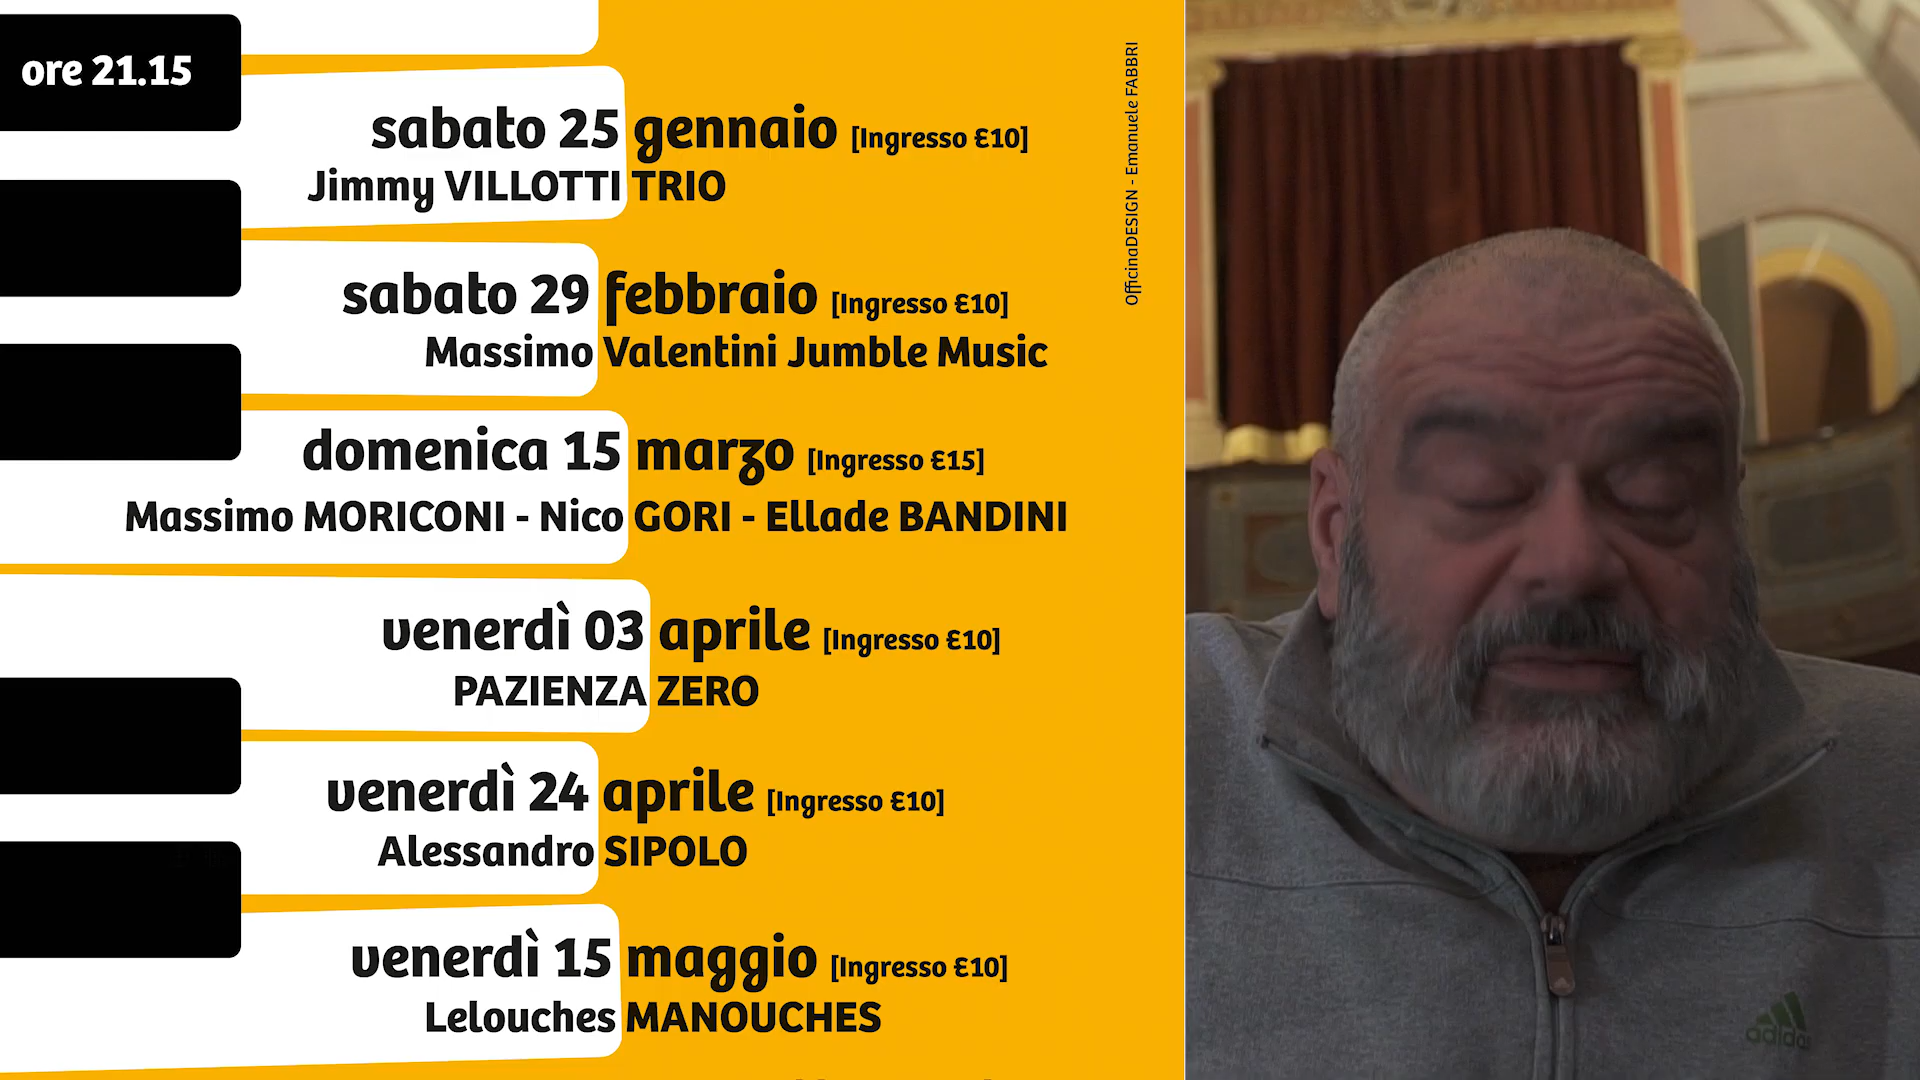 ore 21.15
sabato 25 gennaio [Ingresso €10]
Jimmy VILLOTTI TRIO
sabato 29 febbraio [Ingresso €10]
Massimo Valentini Jumble Music
domenica 15 marzo [Ingresso €15]
Massimo MORICONI - Nico GORI - Ellade BANDINI
venerdì 03 aprile [Ingresso €10]
PAZIENZA ZERO
venerdì 24 aprile [Ingresso €10]
Alessandro SIPOLO
venerdì 15 maggio [Ingresso €10]
Lelouches MANOUCHES
OfficinaDESIGN - Emanuele FABBRI
adidas